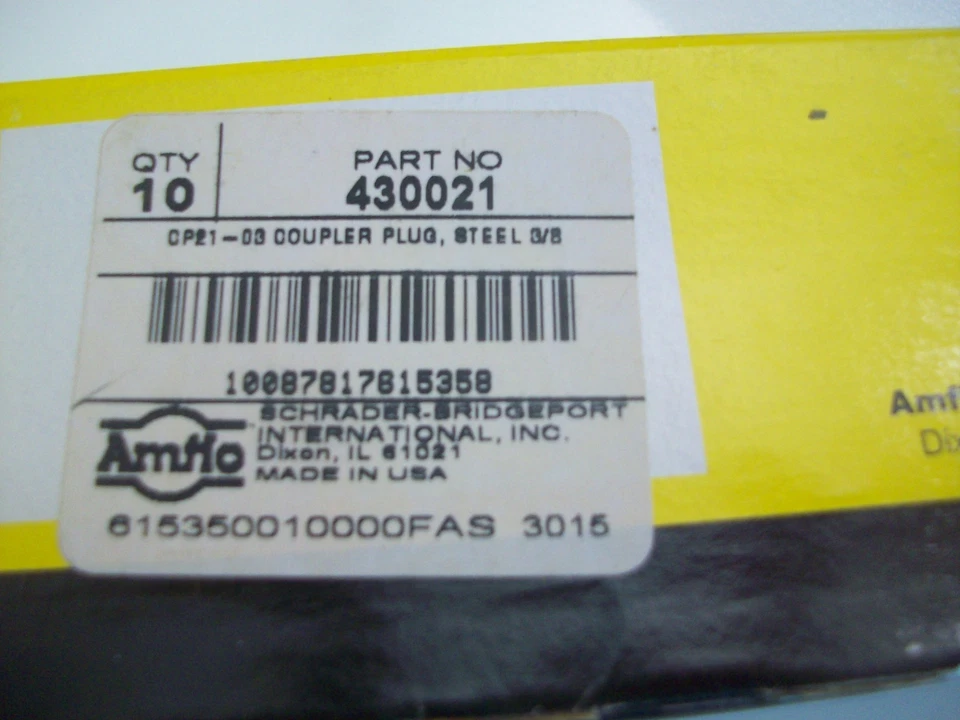 QTY
10
PART NO
430021
CP21-03 COUPLER PLUG, STEEL 3/8
10087817615358
Amflo
SCHRADER-BRIDGEPORT
INTERNATIONAL, INC.
Dixon, IL 61021
MADE IN USA
615350010000FAS 3015
Amf
Dix